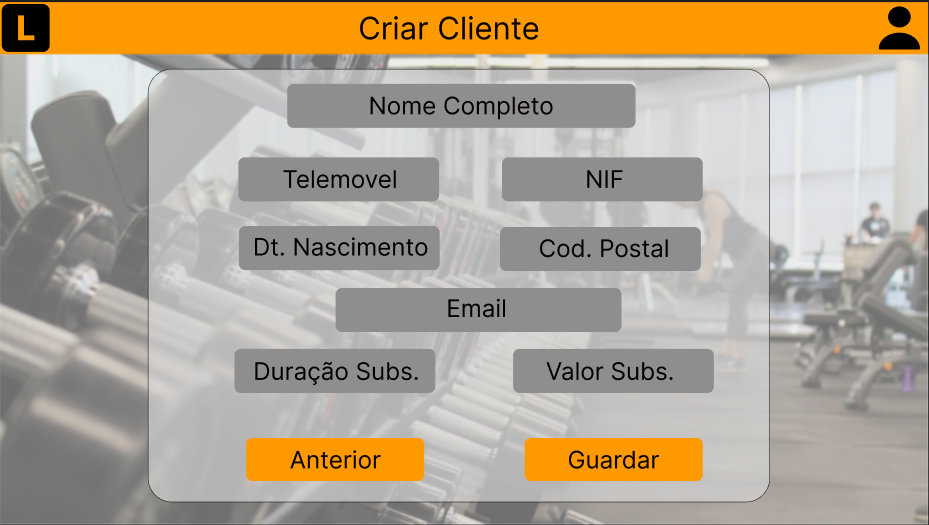 L
Criar Cliente
Nome Completo
Telemovel
NIF
Dt. Nascimento
Cod. Postal
Email
Duração Subs.
Valor Subs.
Anterior
Guardar